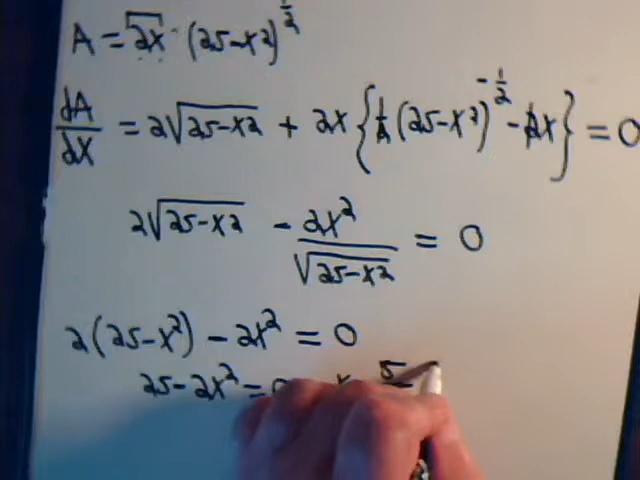 A = 2x · (25-x²)^½
dA/dx = 2√25-x² + 2x {½(25-x²)^-½ -2x} = 0
2√25-x² - 2x²/√25-x² = 0
2(25-x²) - 2x² = 0
25-2x² = 0 x 5